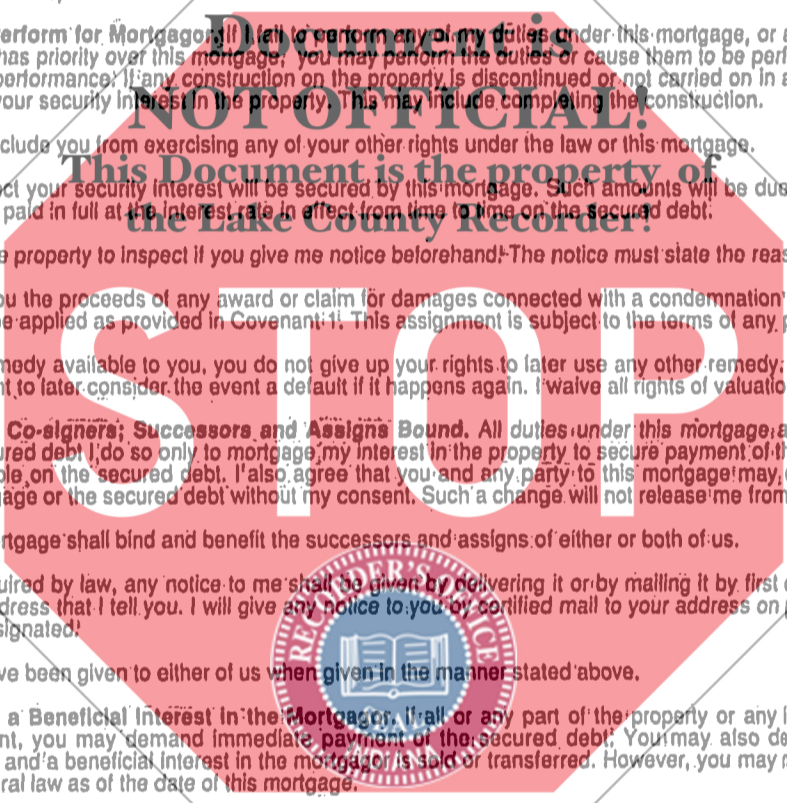 erform for Mortgagor. If I fail to perform any of my duties under this mortgage, or a
Document is
has priority over this mortgage, you may perform the duties or cause them to be perf
performance. If any construction on the property is discontinued or not carried on in a
your security interest in the property. This may include completing the construction.
NOT OFFICIAL!
clude you from exercising any of your other rights under the law or this mortgage.
This Document is the property of
ct your security interest will be secured by this mortgage. Such amounts will be due
paid in full at the interest rate in effect from time to time on the secured debt.
the Lake County Recorder!
e property to inspect if you give me notice beforehand. The notice must state the reas
ou the proceeds of any award or claim for damages connected with a condemnation
e applied as provided in Covenant 1. This assignment is subject to the terms of any p
STOP
medy available to you, you do not give up your rights to later use any other remedy.
nt to later consider the event a default if it happens again. I waive all rights of valuatio
Co-signers; Successors and Assigns Bound. All duties under this mortgage a
ured debt I do so only to mortgage my interest in the property to secure payment of th
ble on the secured debt. I also agree that you and any party to this mortgage may,
gage or the secured debt without my consent. Such a change will not release me from
rtgage shall bind and benefit the successors and assigns of either or both of us.
uired by law, any notice to me shall be given by delivering it or by mailing it by first
dress that I tell you. I will give any notice to you by certified mail to your address on
signated.
RECORDER'S OFFICE
ve been given to either of us when given in the manner stated above.
SEAL
INDIANA
a Beneficial Interest in the Mortgagor. If all or any part of the property or any i
nt, you may demand immediate payment of the secured debt. You may also de
and a beneficial interest in the mortgagor is sold or transferred. However, you may
ral law as of the date of this mortgage.